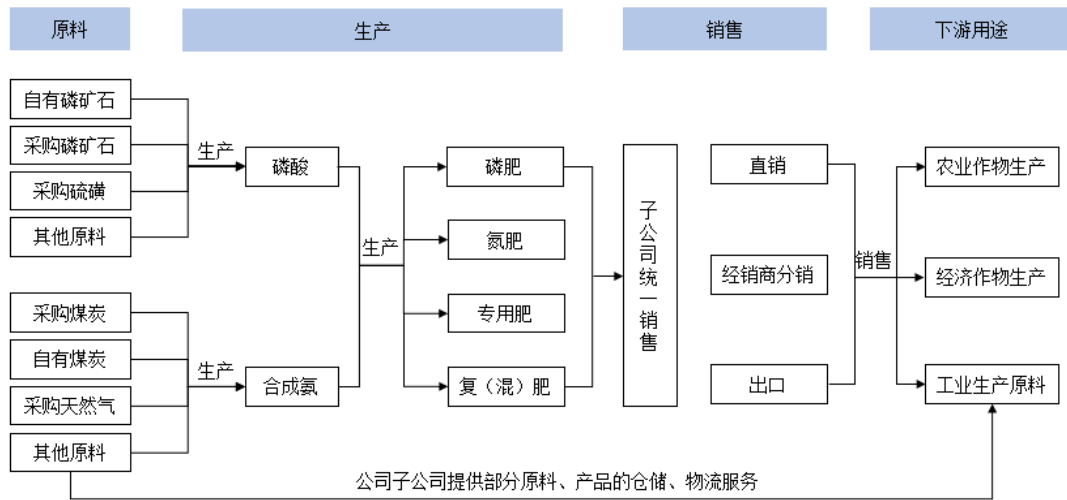 原料
生产
销售
下游用途
自有磷矿石
采购磷矿石
采购硫磺
其他原料
生产
磷酸
采购煤炭
自有煤炭
采购天然气
其他原料
生产
合成氨
生产
磷肥
氮肥
专用肥
复（混）肥
子公司统一销售
直销
经销商分销
出口
销售
农业作物生产
经济作物生产
工业生产原料
公司子公司提供部分原料、产品的仓储、物流服务